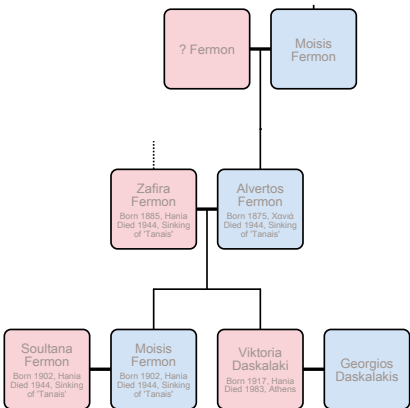 ? Fermon
Moisis
Fermon
Zafira
Fermon
Born 1885, Hania
Died 1944, Sinking
of 'Tanais'
Alvertos
Fermon
Born 1875, Χανιά
Died 1944, Sinking
of 'Tanais'
Soultana
Fermon
Born 1902, Hania
Died 1944, Sinking
of 'Tanais'
Moisis
Fermon
Born 1902, Hania
Died 1944, Sinking
of 'Tanais'
Viktoria
Daskalaki
Born 1917, Hania
Died 1983, Athens
Georgios
Daskalakis